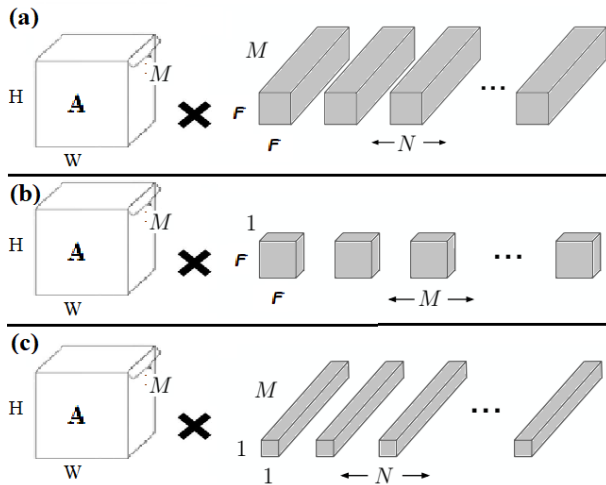 (a)
M
H A M × F ...
F ← N →
W
(b)
1
H A M × F ...
F ← M →
W
(c)
M
H A M × 1 ...
1 ← N →
W